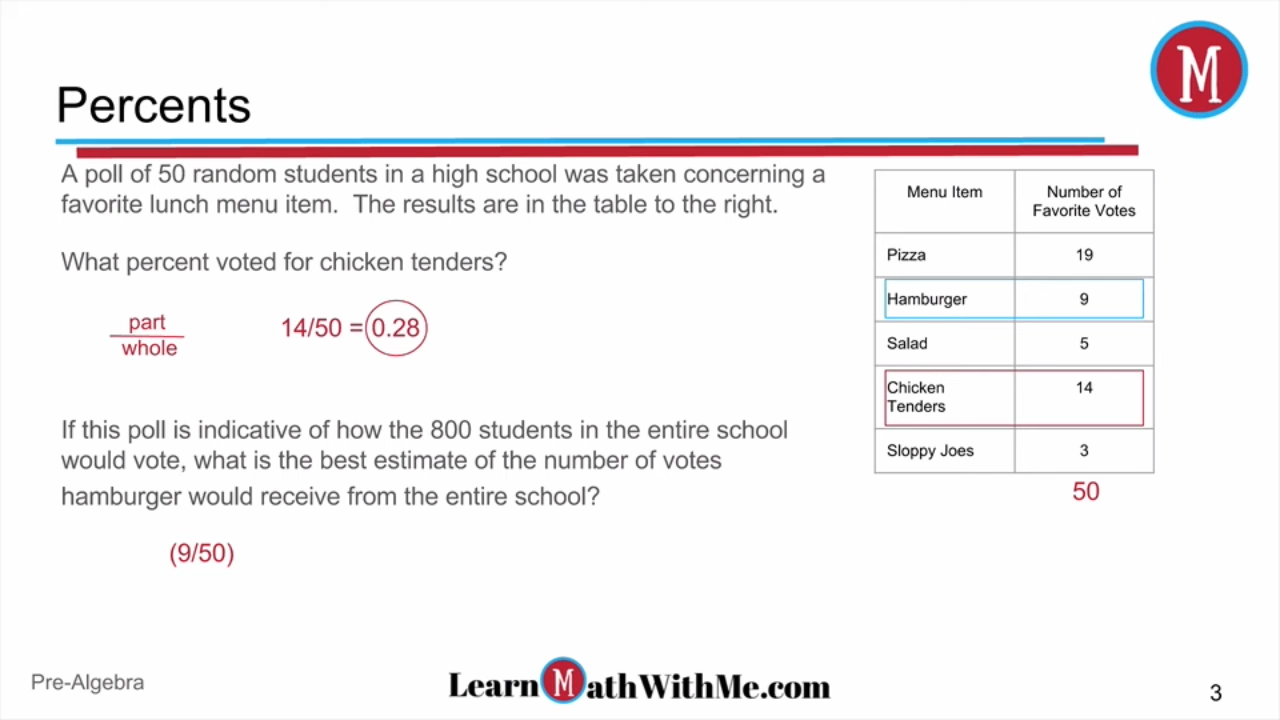 M
Percents
A poll of 50 random students in a high school was taken concerning a
favorite lunch menu item. The results are in the table to the right.
What percent voted for chicken tenders?
part
whole
14/50 = 0.28
If this poll is indicative of how the 800 students in the entire school
would vote, what is the best estimate of the number of votes
hamburger would receive from the entire school?
(9/50)
Menu Item Number of
Favorite Votes
Pizza 19
Hamburger 9
Salad 5
Chicken 14
Tenders
Sloppy Joes 3
50
Pre-Algebra
LearnMathWithMe.com
3